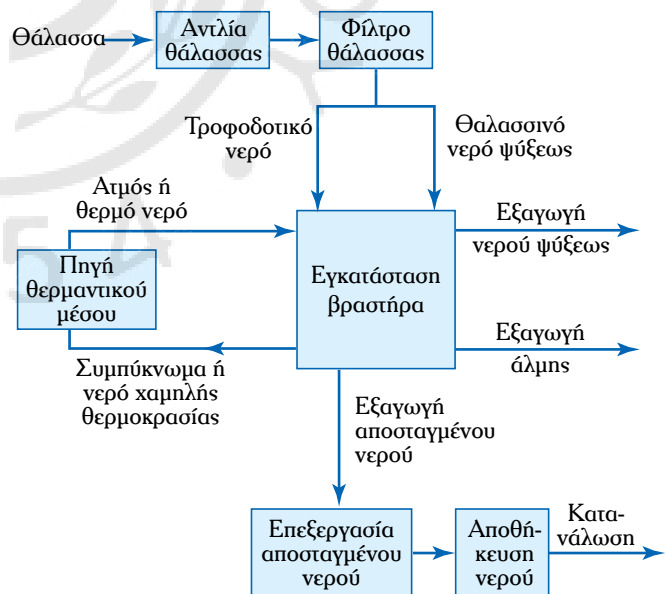 Θάλασσα
Αντλία
θάλασσας
Φίλτρο
θάλασσας
Τροφοδοτικό
νερό
Θαλασσινό
νερό ψύξεως
Ατμός ή
θερμό νερό
Εξαγωγή
νερού ψύξεως
Πηγή
θερμαντικού
μέσου
Εγκατάσταση
βραστήρα
Εξαγωγή
άλμης
Συμπύκνωμα ή
νερό χαμηλής
θερμοκρασίας
Εξαγωγή
αποσταγμένου
νερού
Επεξεργασία
αποσταγμένου
νερού
Αποθή-
κευση
νερού
Κατα-
νάλωση
5 4